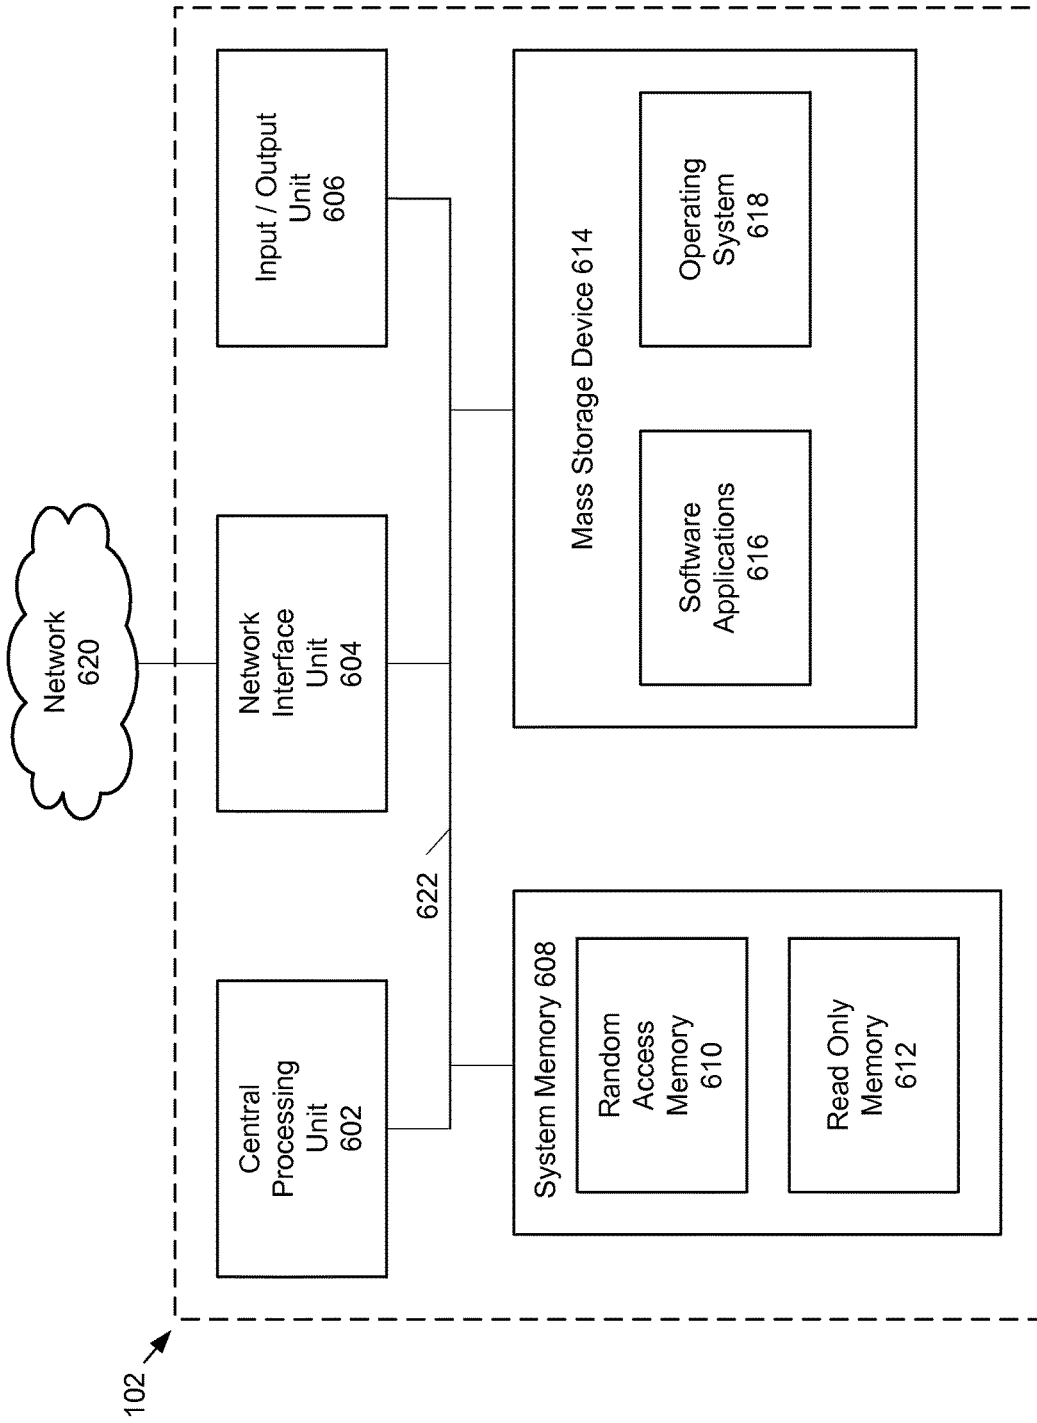 102
Network
620
Central
Processing
Unit
602
Network
Interface
Unit
604
Input / Output
Unit
606
622
System Memory 608
Random
Access
Memory
610
Read Only
Memory
612
Mass Storage Device 614
Software
Applications
616
Operating
System
618